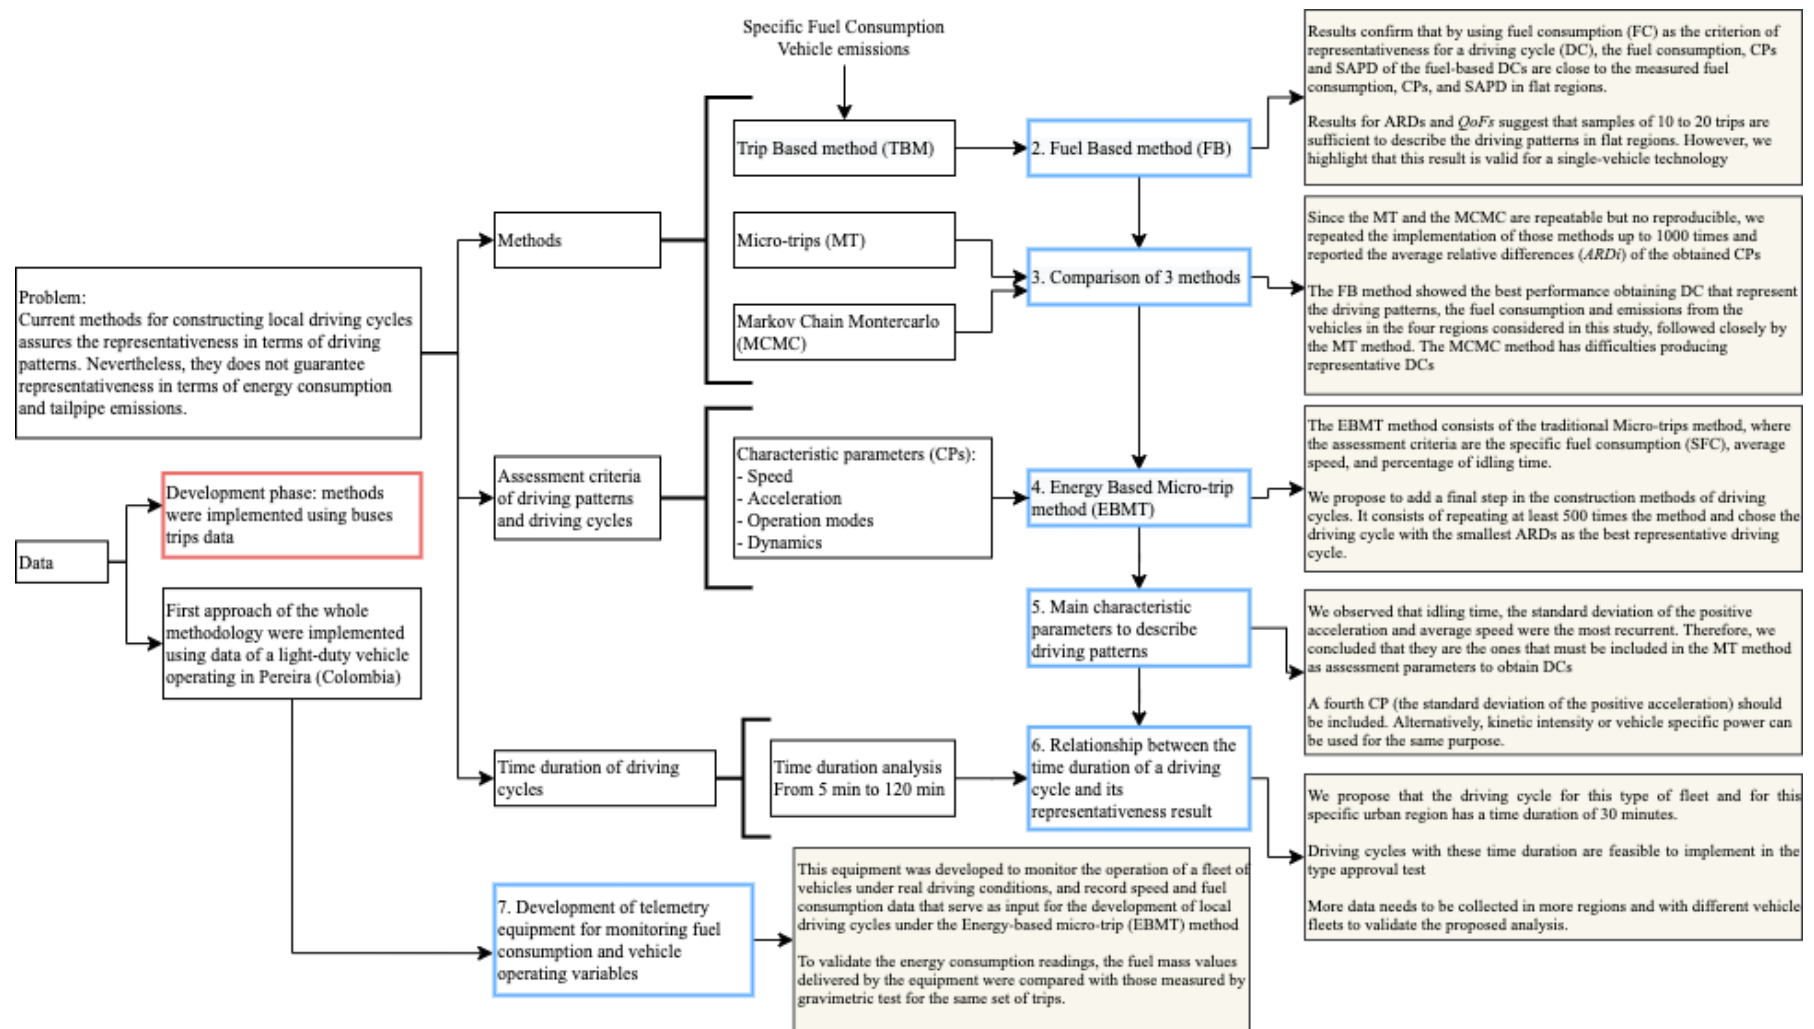 Specific Fuel Consumption
Vehicle emissions
Problem:
Current methods for constructing local driving cycles
assures the representativeness in terms of driving
patterns. Nevertheless, they does not guarantee
representativeness in terms of energy consumption
and tailpipe emissions.
Data
Development phase: methods
were implemented using buses
trips data
First approach of the whole
methodology were implemented
using data of a light-duty vehicle
operating in Pereira (Colombia)
Methods
Assessment criteria
of driving patterns
and driving cycles
Time duration of driving
cycles
Trip Based method (TBM)
Micro-trips (MT)
Markov Chain Montercarlo
(MCMC)
Characteristic parameters (CPs):
- Speed
- Acceleration
- Operation modes
- Dynamics
Time duration analysis
From 5 min to 120 min
2. Fuel Based method (FB)
3. Comparison of 3 methods
4. Energy Based Micro-trip
method (EBMT)
5. Main characteristic
parameters to describe
driving patterns
6. Relationship between the
time duration of a driving
cycle and its
representativeness result
7. Development of telemetry
equipment for monitoring fuel
consumption and vehicle
operating variables
Results confirm that by using fuel consumption (FC) as the criterion of
representativeness for a driving cycle (DC), the fuel consumption, CPs
and SAPD of the fuel-based DCs are close to the measured fuel
consumption, CPs, and SAPD in flat regions.
Results for ARDs and QoFs suggest that samples of 10 to 20 trips are
sufficient to describe the driving patterns in flat regions. However, we
highlight that this result is valid for a single-vehicle technology
Since the MT and the MCMC are repeatable but no reproducible, we
repeated the implementation of those methods up to 1000 times and
reported the average relative differences (ARDi) of the obtained CPs
The FB method showed the best performance obtaining DC that represent
the driving patterns, the fuel consumption and emissions from the
vehicles in the four regions considered in this study, followed closely by
the MT method. The MCMC method has difficulties producing
representative DCs
The EBMT method consists of the traditional Micro-trips method, where
the assessment criteria are the specific fuel consumption (SFC), average
speed, and percentage of idling time.
We propose to add a final step in the construction methods of driving
cycles. It consists of repeating at least 500 times the method and chose the
driving cycle with the smallest ARDs as the best representative driving
cycle.
We observed that idling time, the standard deviation of the positive
acceleration and average speed were the most recurrent. Therefore, we
concluded that they are the ones that must be included in the MT method
as assessment parameters to obtain DCs
A fourth CP (the standard deviation of the positive acceleration) should
be included. Alternatively, kinetic intensity or vehicle specific power can
be used for the same purpose.
We propose that the driving cycle for this type of fleet and for this
specific urban region has a time duration of 30 minutes.
Driving cycles with these time duration are feasible to implement in the
type approval test
More data needs to be collected in more regions and with different vehicle
fleets to validate the proposed analysis.
This equipment was developed to monitor the operation of a fleet of
vehicles under real driving conditions, and record speed and fuel
consumption data that serve as input for the development of local
driving cycles under the Energy-based micro-trip (EBMT) method
To validate the energy consumption readings, the fuel mass values
delivered by the equipment were compared with those measured by
gravimetric test for the same set of trips.